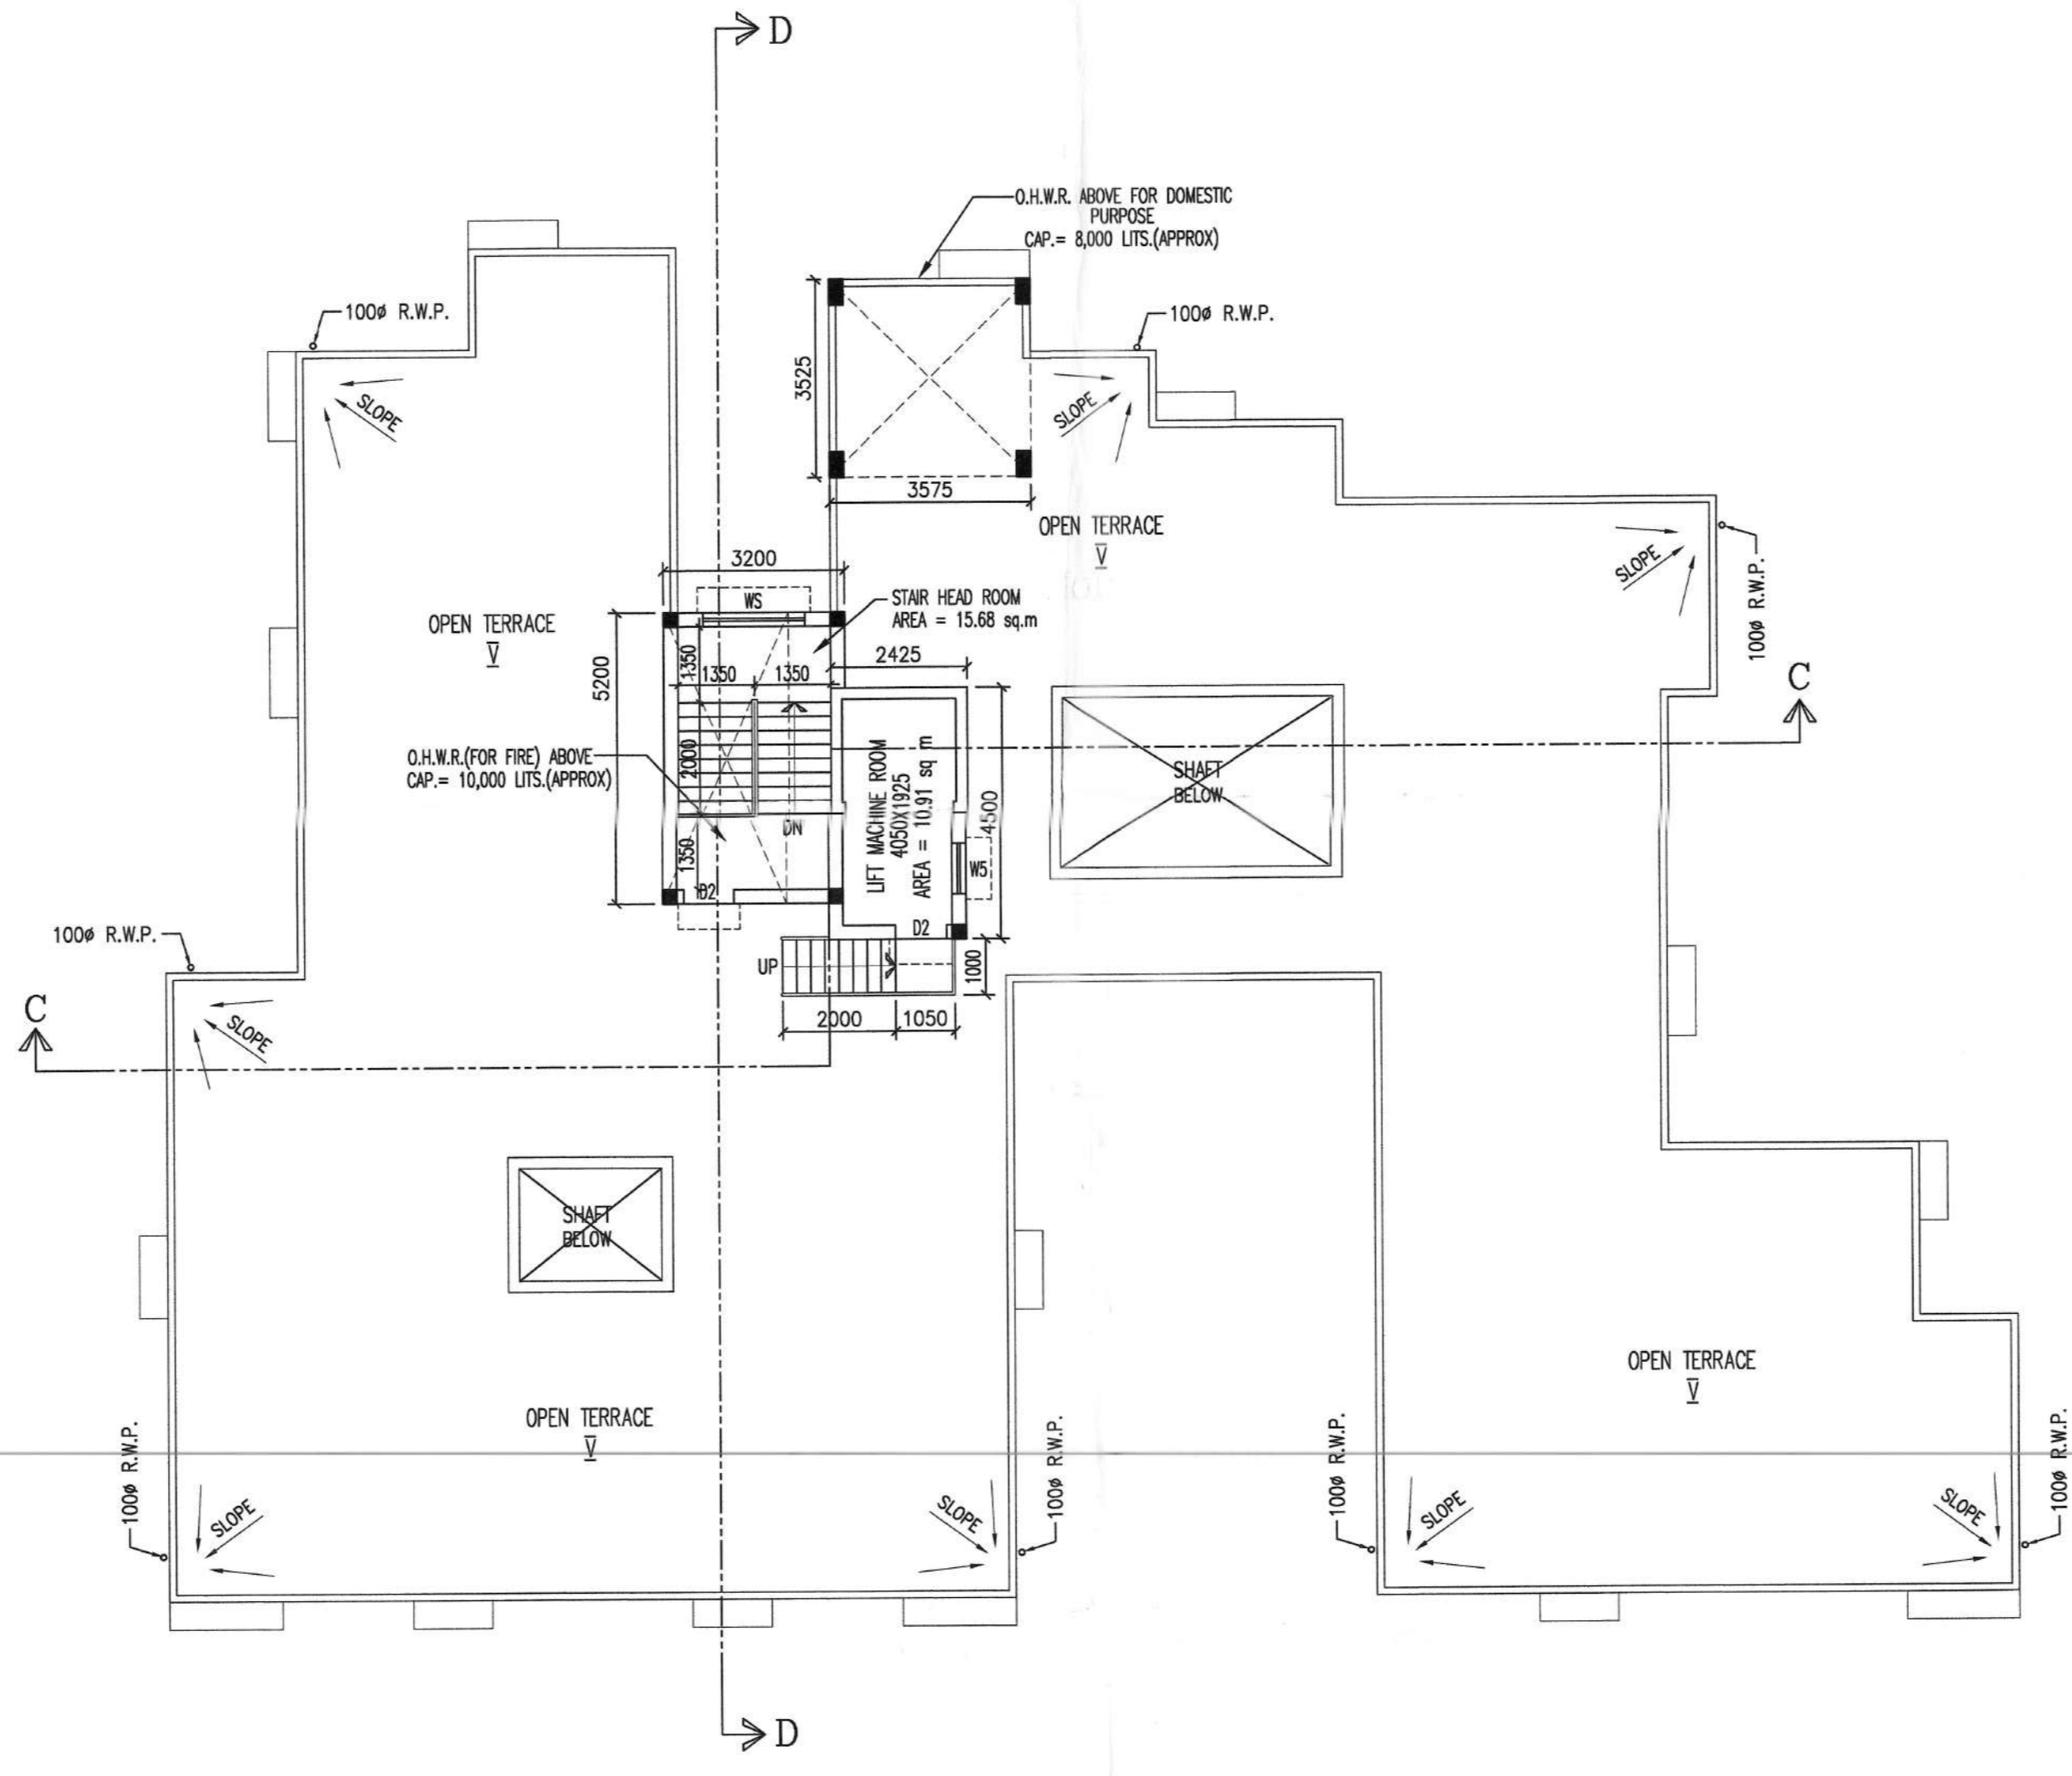 D
O.H.W.R. ABOVE FOR DOMESTIC
PURPOSE
CAP.= 8,000 LITS.(APPROX)
100ø R.W.P.
100ø R.W.P.
3525
SLOPE
SLOPE
3575
OPEN TERRACE
V
SLOPE
100ø R.W.P.
3200
WS
STAIR HEAD ROOM
AREA = 15.68 sq.m
OPEN TERRACE
V
5200
1350
1350
1350
2425
C
O.H.W.R.(FOR FIRE) ABOVE
CAP.= 10,000 LITS.(APPROX)
2000
LIFT MACHINE ROOM
4050X1925
AREA = 10.91 sq m
SHAFT
BELOW
4500
DN
1350
W5
D2
D2
100ø R.W.P.
UP
1000
C
2000
1050
SLOPE
SHAFT
BELOW
OPEN TERRACE
V
OPEN TERRACE
V
100ø R.W.P.
100ø R.W.P.
100ø R.W.P.
100ø R.W.P.
SLOPE
SLOPE
SLOPE
SLOPE
D